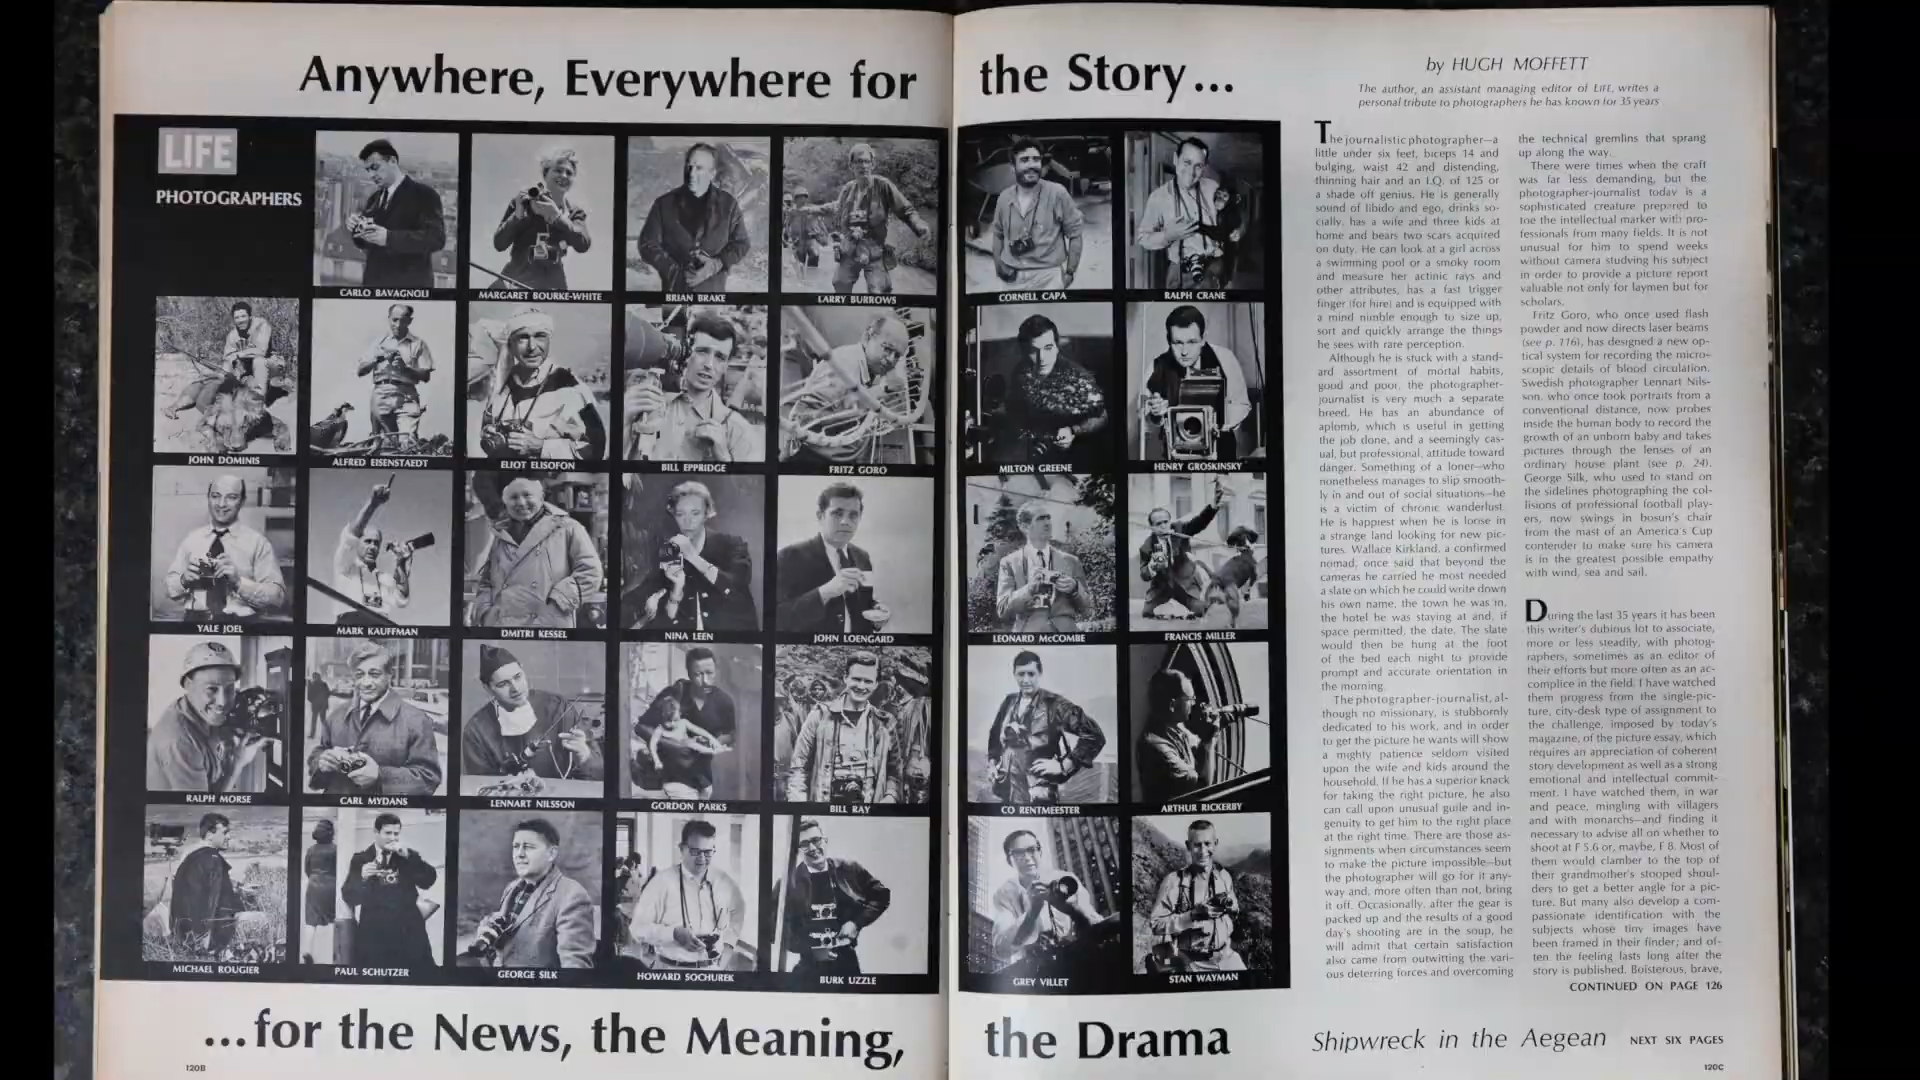 Anywhere, Everywhere for the Story...
LIFE
PHOTOGRAPHERS
CARLO BAVAGNOLI
MARGARET BOURKE-WHITE
BRIAN BRAKE
LARRY BURROWS
CORNELL CAPA
RALPH CRANE
JOHN DOMINIS
ALFRED EISENSTAEDT
ELIOT ELISOFON
BILL EPPRIDGE
FRITZ GORO
MILTON GREENE
HENRY GROSKINSKY
YALE JOEL
MARK KAUFFMAN
DMITRI KESSEL
NINA LEEN
JOHN LOENGARD
LEONARD McCOMBE
FRANCIS MILLER
RALPH MORSE
CARL MYDANS
LENNART NILSSON
GORDON PARKS
BILL RAY
CO RENTMEESTER
ARTHUR RICKERBY
MICHAEL ROUGIER
PAUL SCHUTZER
GEORGE SILK
HOWARD SOCHUREK
BURK UZZLE
GREY VILLET
STAN WAYMAN
...for the News, the Meaning, the Drama
120B
by HUGH MOFFETT
The author, an assistant managing editor of LIFE, writes a
personal tribute to photographers he has known for 35 years
The journalistic photographer—a
little under six feet, biceps 14 and
bulging, waist 42 and distending,
thinning hair and an I.Q. of 125 or
a shade off genius. He is generally
sound of libido and ego, drinks so-
cially, has a wife and three kids at
home and bears two scars acquired
on duty. He can look at a girl across
a swimming pool or a smoky room
and measure her actinic rays and
other attributes, has a fast trigger
finger (for hire) and is equipped with
a mind nimble enough to size up,
sort and quickly arrange the things
he sees with rare perception.
Although he is stuck with a stand-
ard assortment of mortal habits,
good and poor, the photographer-
journalist is very much a separate
breed. He has an abundance of
aplomb, which is useful in getting
the job done, and a seemingly cas-
ual, but professional, attitude toward
danger. Something of a loner—who
nonetheless manages to slip smooth-
ly in and out of social situations—he
is a victim of chronic wanderlust.
He is happiest when he is loose in
a strange land looking for new pic-
tures. Wallace Kirkland, a confirmed
nomad, once said that beyond the
cameras he carried he most needed
a slate on which he could write down
his own name, the town he was in,
the hotel he was staying at and, if
space permitted, the date. The slate
would then be hung at the foot
of the bed each night to provide
prompt and accurate orientation in
the morning.
The photographer-journalist, al-
though no missionary, is stubbornly
dedicated to his work, and in order
to get the picture he wants will show
a mighty patience seldom visited
upon the wife and kids around the
household. If he has a superior knack
for taking the right picture, he also
can call upon unusual guile and in-
genuity to get him to the right place
at the right time. There are those as-
signments when circumstances seem
to make the picture impossible—but
the photographer will go for it any-
way and, more often than not, bring
it off. Occasionally, after the gear is
packed up and the results of a good
day's shooting are in the soup, he
will admit that certain satisfaction
also came from outwitting the vari-
ous deterring forces and overcoming
the technical gremlins that sprang
up along the way.
There were times when the craft
was far less demanding, but the
photographer-journalist today is a
sophisticated creature prepared to
toe the intellectual marker with pro-
fessionals from many fields. It is not
unusual for him to spend weeks
without camera studying his subject
in order to provide a picture report
valuable not only for laymen but for
scholars.
Fritz Goro, who once used flash
powder and now directs laser beams
(see p. 116), has designed a new op-
tical system for recording the micro-
scopic details of blood circulation.
Swedish photographer Lennart Nils-
son, who once took portraits from a
conventional distance, now probes
inside the human body to record the
growth of an unborn baby and takes
pictures through the lenses of an
ordinary house plant (see p. 24).
George Silk, who used to stand on
the sidelines photographing the col-
lisions of professional football play-
ers, now swings in bosun's chair
from the mast of an America's Cup
contender to make sure his camera
is in the greatest possible empathy
with wind, sea and sail.
During the last 35 years it has been
this writer's dubious lot to associate,
more or less steadily, with photog-
raphers, sometimes as an editor of
their efforts but more often as an ac-
complice in the field. I have watched
them progress from the single-pic-
ture, city-desk type of assignment to
the challenge, imposed by today's
magazine, of the picture essay, which
requires an appreciation of coherent
story development as well as a strong
emotional and intellectual commit-
ment. I have watched them, in war
and peace, mingling with villagers
and with monarchs—and finding it
necessary to advise all on whether to
shoot at F 5.6 or, maybe, F 8. Most of
them would clamber to the top of
their grandmother's stooped shoul-
ders to get a better angle for a pic-
ture. But many also develop a com-
passionate identification with the
subjects whose tiny images have
been framed in their finder; and of-
ten the feeling lasts long after the
story is published. Boisterous, brave,
CONTINUED ON PAGE 126
Shipwreck in the Aegean NEXT SIX PAGES
120C